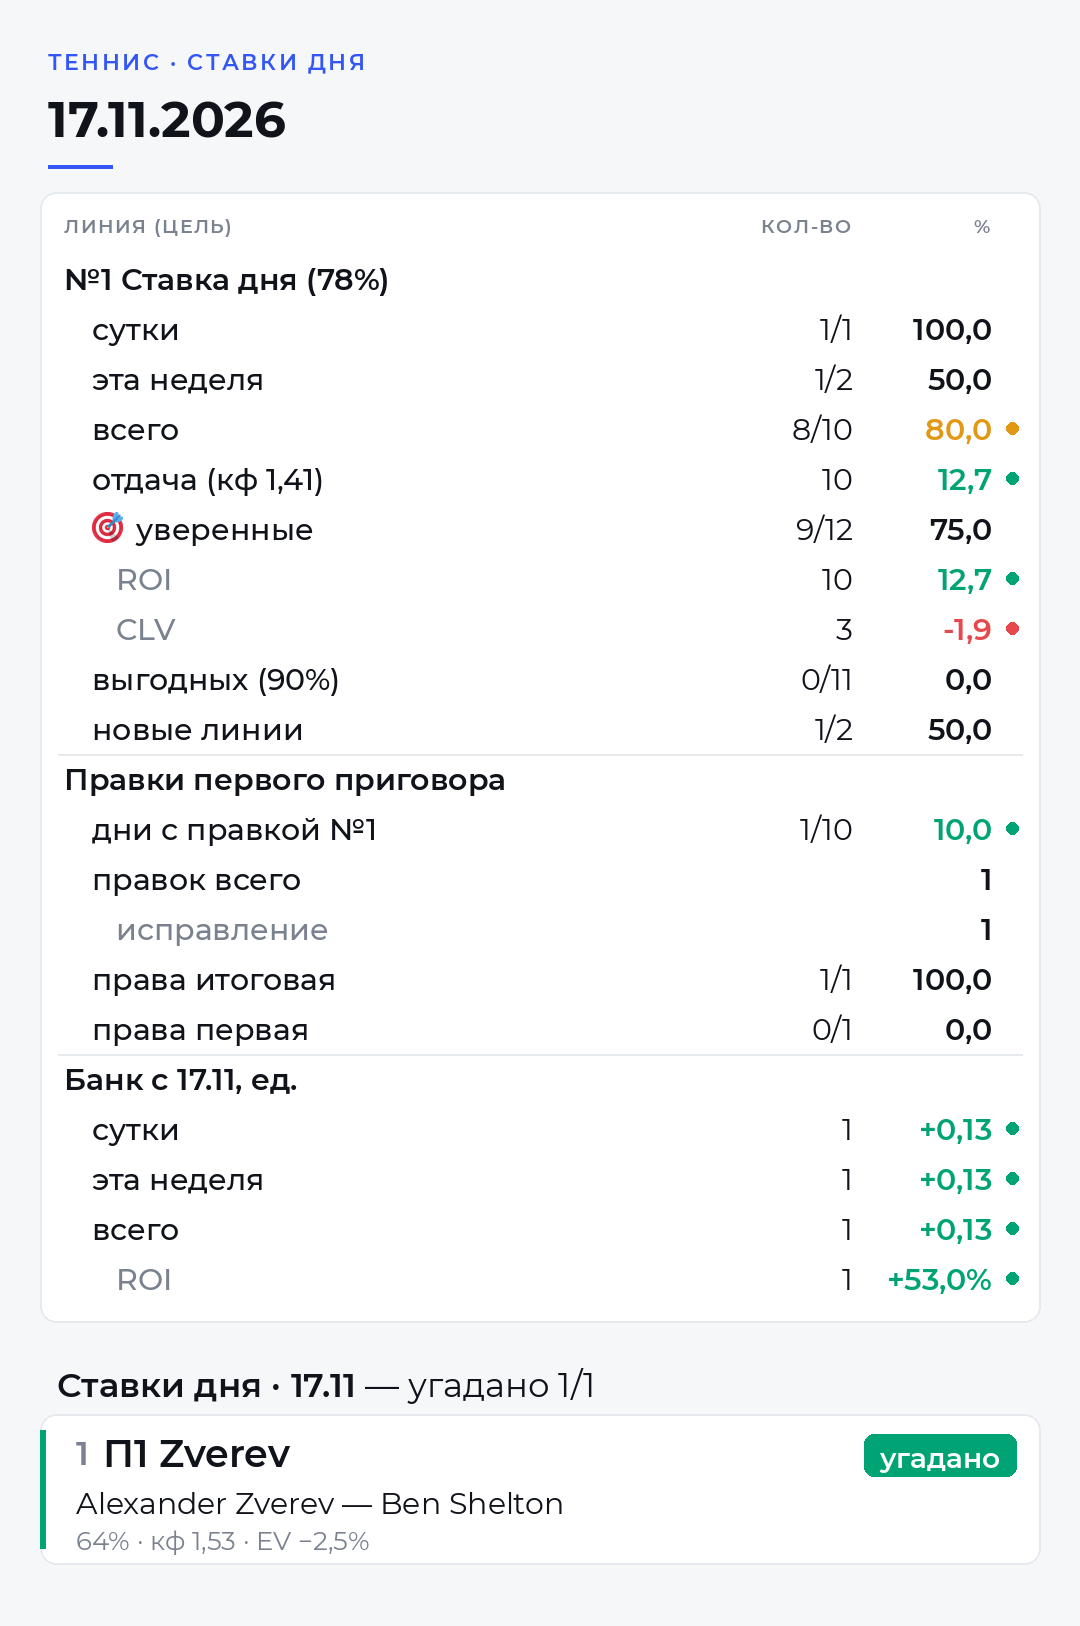 ТЕННИС · СТАВКИ ДНЯ
17.11.2026
ЛИНИЯ (ЦЕЛЬ) КОЛ-ВО %
№1 Ставка дня (78%)
сутки 1/1 100,0
эта неделя 1/2 50,0
всего 8/10 80,0
отдача (кф 1,41) 10 12,7
уверенные 9/12 75,0
ROI 10 12,7
CLV 3 -1,9
выгодных (90%) 0/11 0,0
новые линии 1/2 50,0
Правки первого приговора
дни с правкой №1 1/10 10,0
правок всего 1
исправление 1
права итоговая 1/1 100,0
права первая 0/1 0,0
Банк с 17.11, ед.
сутки 1 +0,13
эта неделя 1 +0,13
всего 1 +0,13
ROI 1 +53,0%
Ставки дня · 17.11 — угадано 1/1
1 П1 Zverev угадано
Alexander Zverev — Ben Shelton
64% · кф 1,53 · EV −2,5%